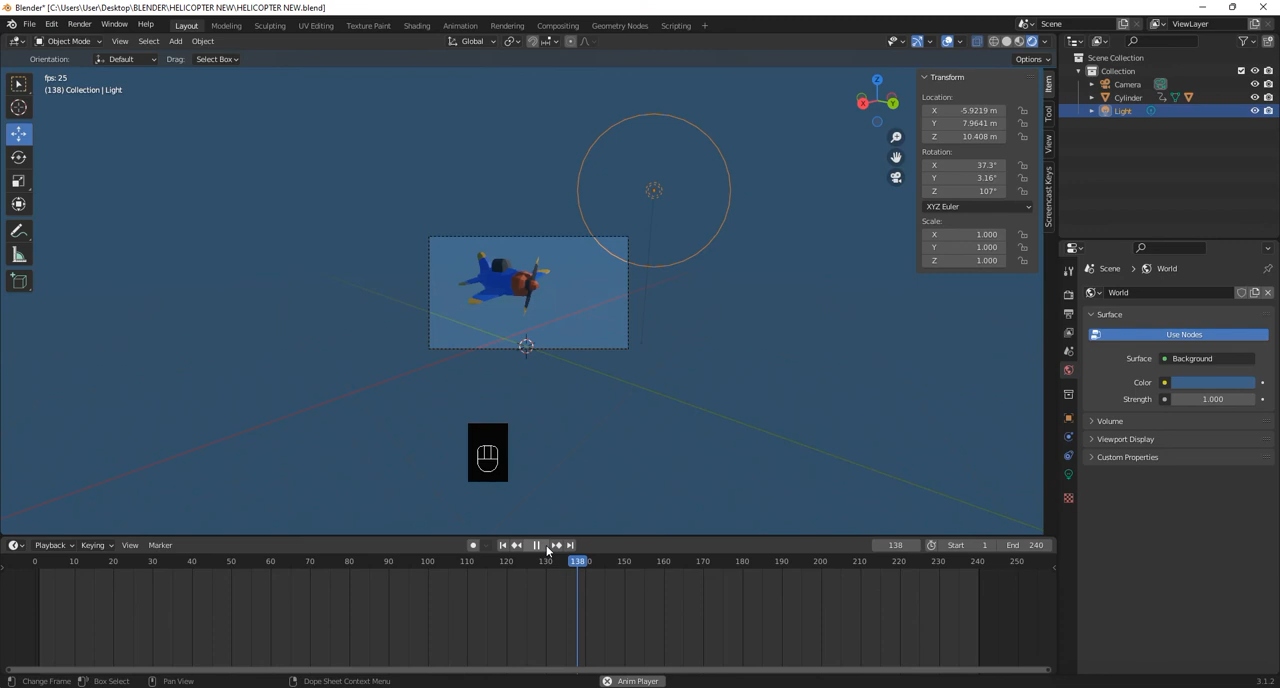 Blender* [C:\Users\User\Desktop\BLENDER\HELICOPTER NEW\HELICOPTER NEW.blend]
File Edit Render Window Help Layout Modeling Sculpting UV Editing Texture Paint Shading Animation Rendering Compositing Geometry Nodes Scripting + Scene ViewLayer
Object Mode View Select Add Object Global
Orientation: Default Drag: Select Box Options
fps: 25
(138) Collection | Light
Z
X Y
Transform
Location:
X -5.9219 m
Y 7.9641 m
Z 10.408 m
Rotation:
X 37.3°
Y 3.16°
Z 107°
XYZ Euler
Scale:
X 1.000
Y 1.000
Z 1.000
Item
Tool
View
Screencast Keys
Scene Collection
Collection
Camera
Cylinder
Light
Scene > World
World
Surface
Use Nodes
Surface Background
Color
Strength 1.000
Volume
Viewport Display
Custom Properties
Playback Keying View Marker 138 Start 1 End 240
0 10 20 30 40 50 60 70 80 90 100 110 120 130 138 150 160 170 180 190 200 210 220 230 240 250
Change Frame Box Select Pan View Dope Sheet Context Menu Anim Player 3.1.2